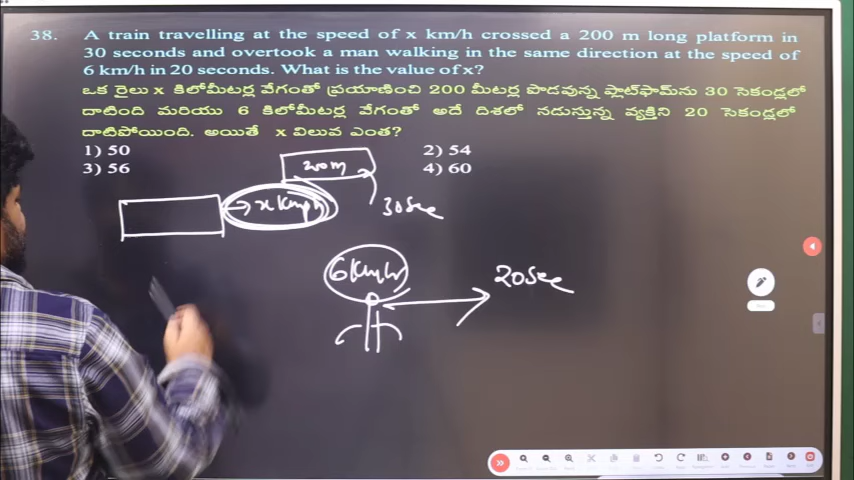 38. A train travelling at the speed of x km/h crossed a 200 m long platform in
30 seconds and overtook a man walking in the same direction at the speed of
6 km/h in 20 seconds. What is the value of x?
ఒక రైలు x కిలోమీటర్ల వేగంతో ప్రయాణించి 200 మీటర్ల పొడవున్న ప్లాట్‌ఫామ్‌ను 30 సెకండ్లలో
దాటింది మరియు 6 కిలోమీటర్ల వేగంతో అదే దిశలో నడుస్తున్న వ్యక్తిని 20 సెకండ్లలో
దాటిపోయింది. అయితే x విలువ ఎంత?
1) 50 2) 54
3) 56 4) 60
200m
x Kmph 30sec
6Km/hr 20sec